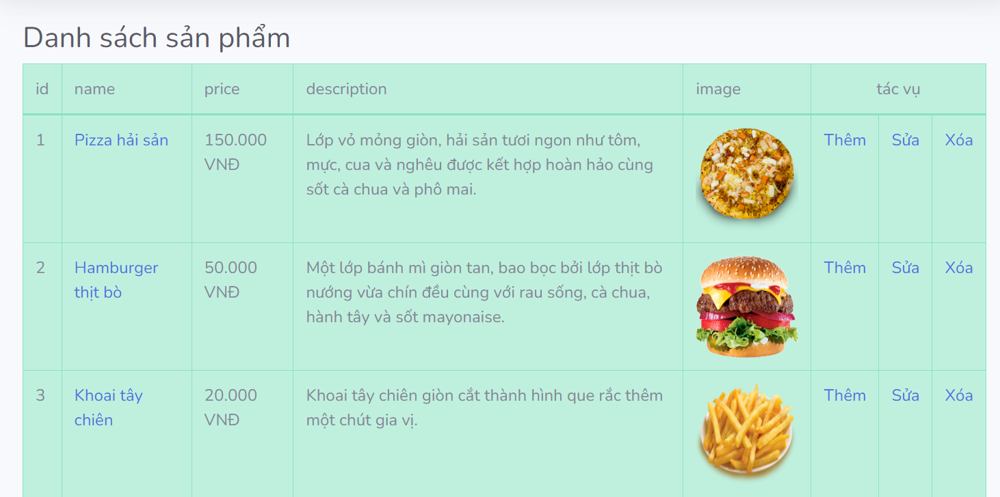 Danh sách sản phẩm
id name price description image tác vụ
1 Pizza hải sản 150.000 Lớp vỏ mỏng giòn, hải sản tươi ngon như tôm, Thêm Sửa Xóa
VNĐ mực, cua và nghêu được kết hợp hoàn hảo cùng
sốt cà chua và phô mai.
2 Hamburger 50.000 Một lớp bánh mì giòn tan, bao bọc bởi lớp thịt bò Thêm Sửa Xóa
thịt bò VNĐ nướng vừa chín đều cùng với rau sống, cà chua,
hành tây và sốt mayonaise.
3 Khoai tây 20.000 Khoai tây chiên giòn cắt thành hình que rắc thêm Thêm Sửa Xóa
chiên VNĐ một chút gia vị.